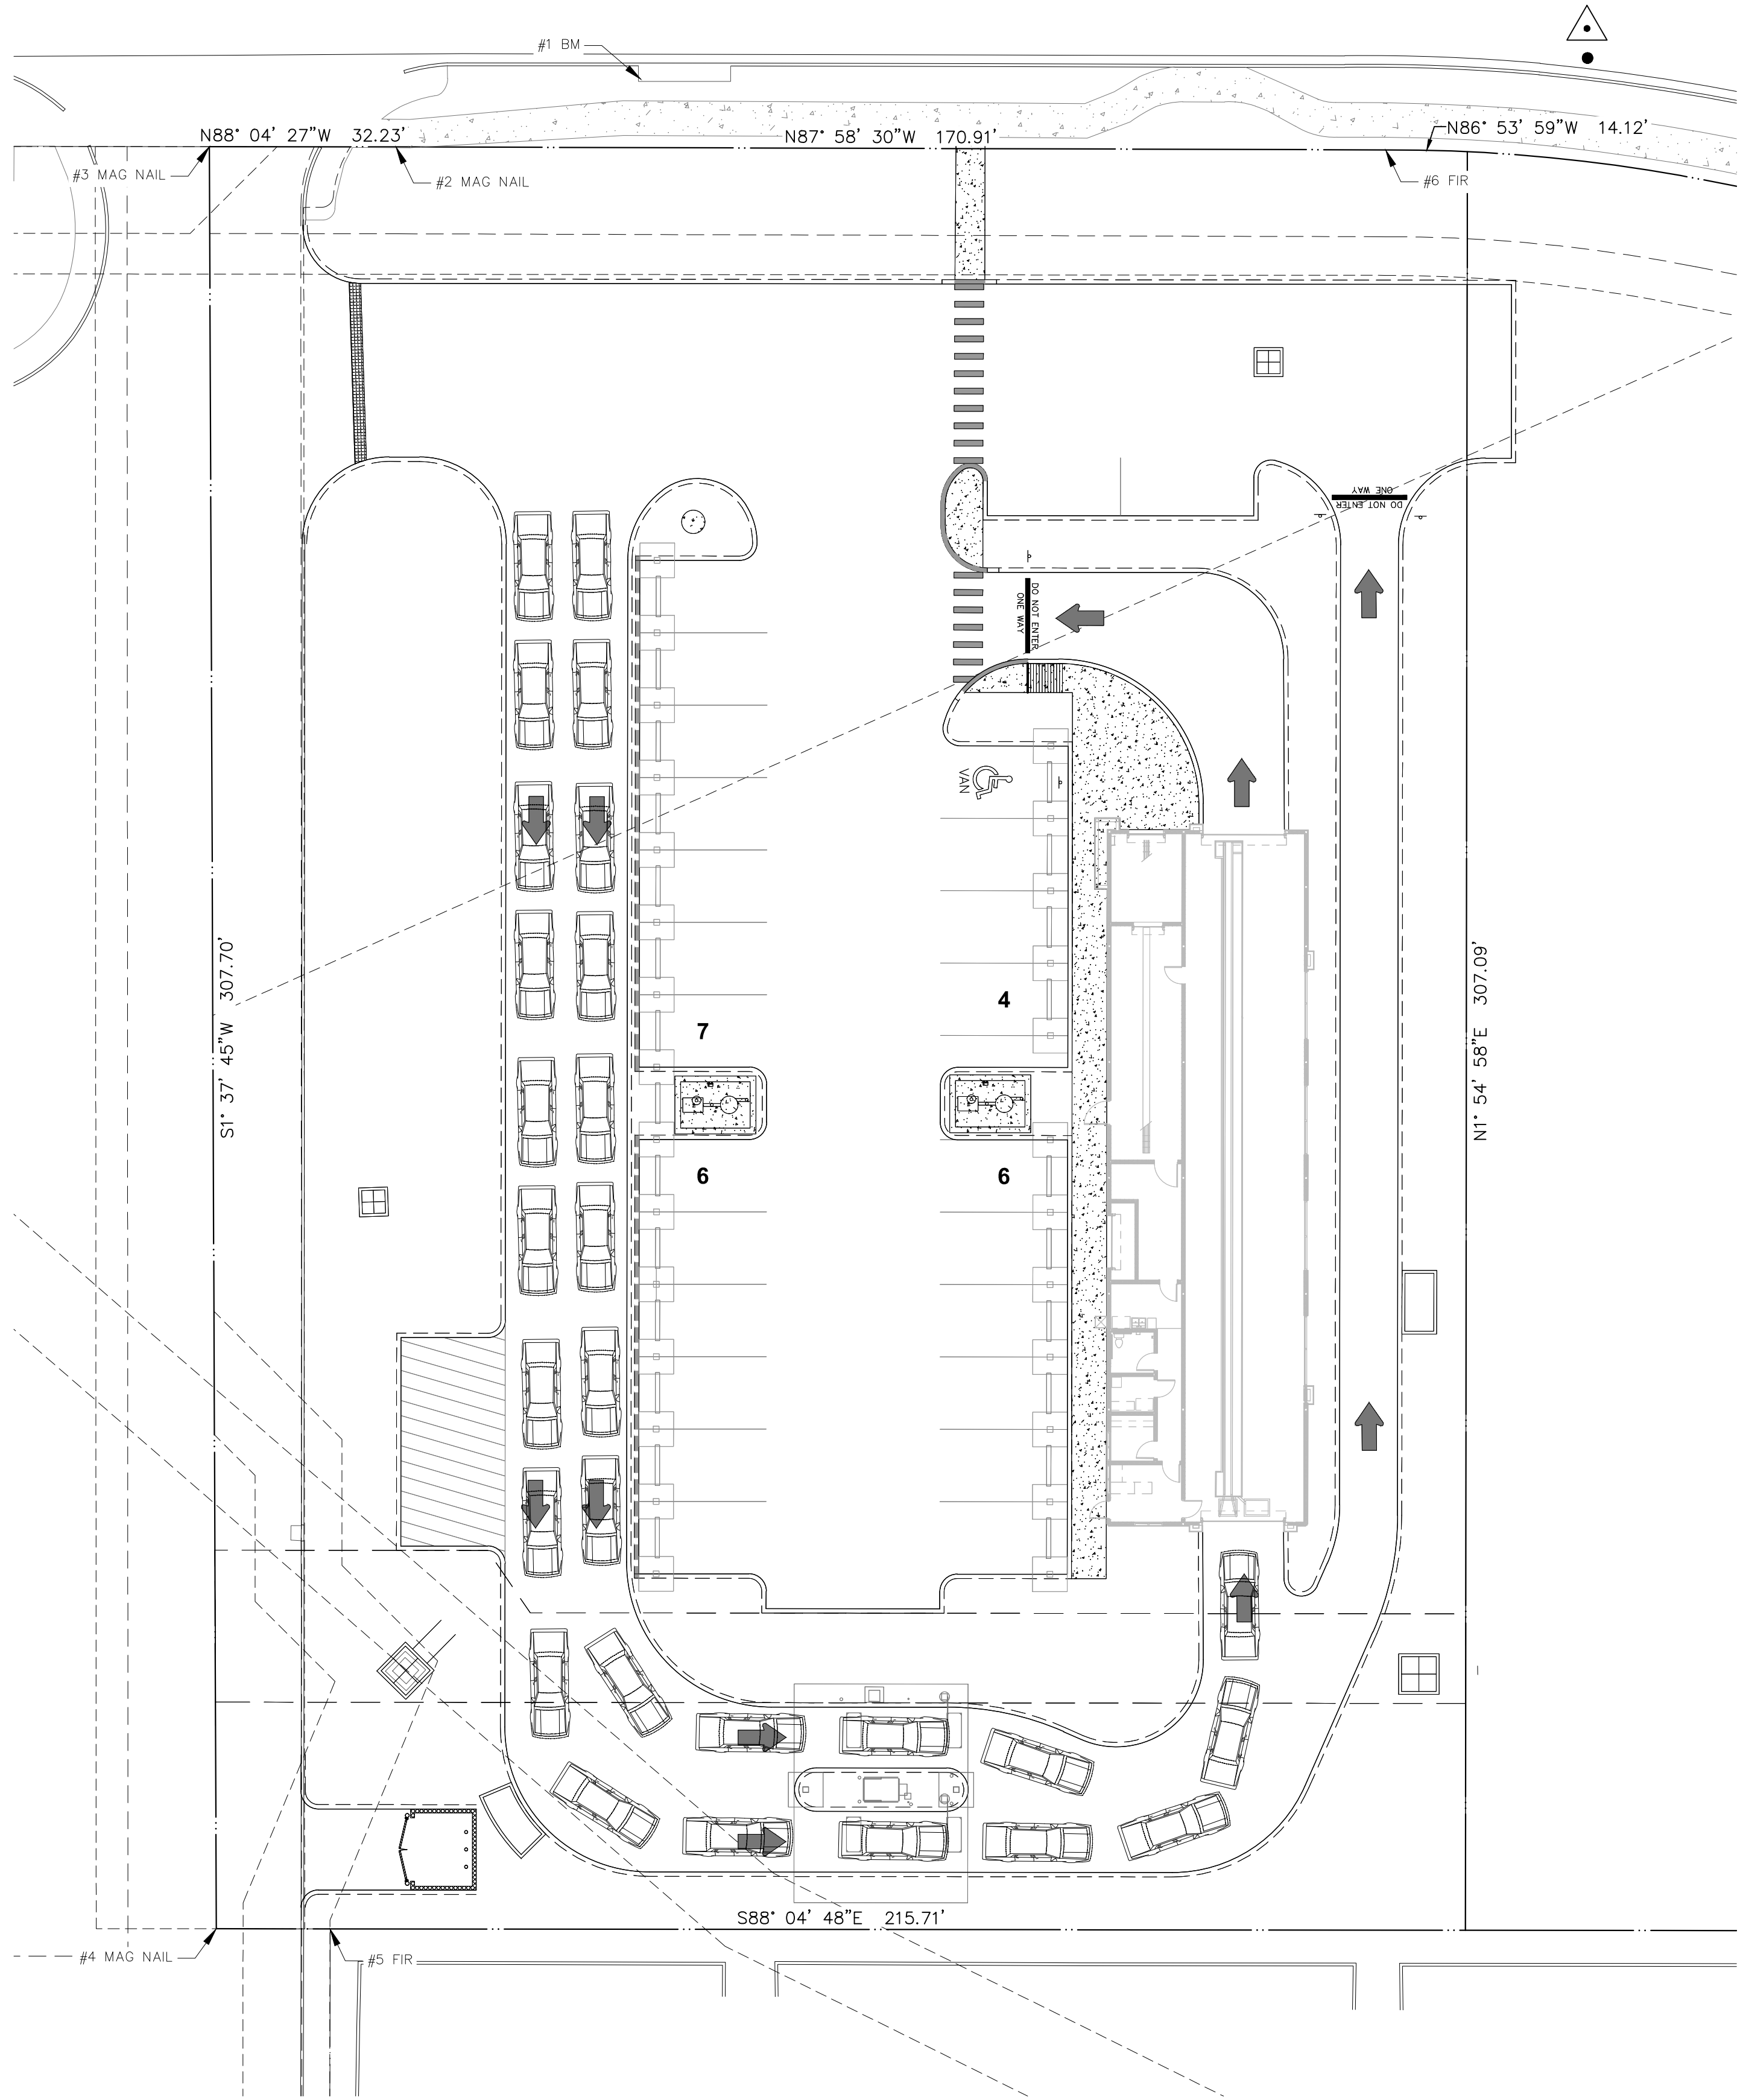 #1 BM
N88° 04' 27"W 32.23'
N87° 58' 30"W 170.91'
N86° 53' 59"W 14.12'
#3 MAG NAIL
#2 MAG NAIL
#6 FIR
ONE WAY
DO NOT ENTER
DO NOT ENTER
ONE WAY
VAN
S1° 37' 45"W 307.70'
N1° 54' 58"E 307.09'
4
7
6
6
S88° 04' 48"E 215.71'
#4 MAG NAIL
#5 FIR